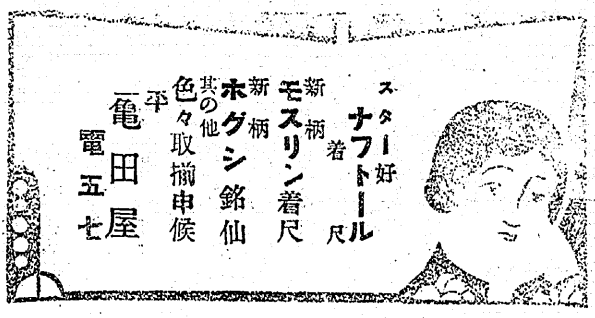 スター好
ナフトール
着尺
新柄
モスリン着尺
新柄
ホグシ銘仙
其の他
色々取揃申候
平
亀田屋
電五七